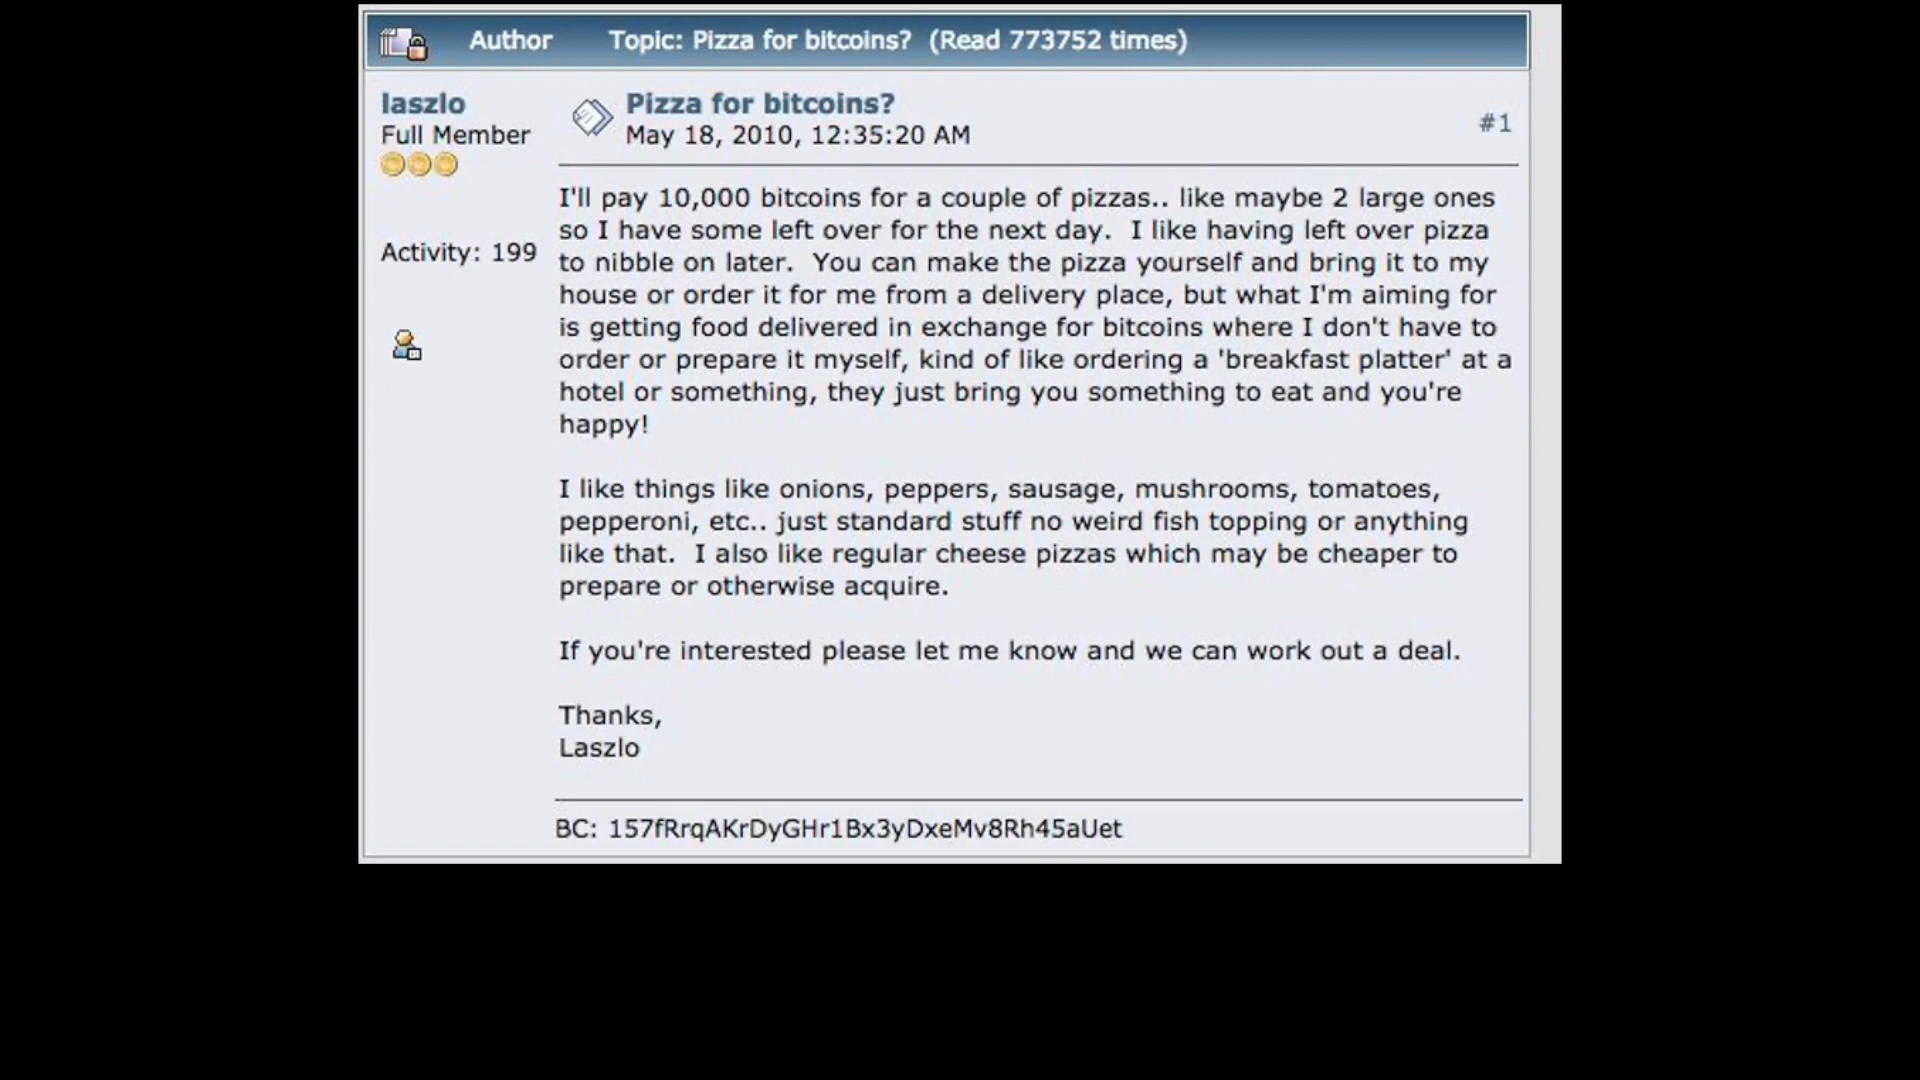 Author Topic: Pizza for bitcoins? (Read 773752 times)
laszlo
Full Member
Activity: 199
Pizza for bitcoins?
May 18, 2010, 12:35:20 AM
#1
I'll pay 10,000 bitcoins for a couple of pizzas.. like maybe 2 large ones
so I have some left over for the next day. I like having left over pizza
to nibble on later. You can make the pizza yourself and bring it to my
house or order it for me from a delivery place, but what I'm aiming for
is getting food delivered in exchange for bitcoins where I don't have to
order or prepare it myself, kind of like ordering a 'breakfast platter' at a
hotel or something, they just bring you something to eat and you're
happy!
I like things like onions, peppers, sausage, mushrooms, tomatoes,
pepperoni, etc.. just standard stuff no weird fish topping or anything
like that. I also like regular cheese pizzas which may be cheaper to
prepare or otherwise acquire.
If you're interested please let me know and we can work out a deal.
Thanks,
Laszlo
BC: 157fRrqAKrDyGHr1Bx3yDxeMv8Rh45aUet